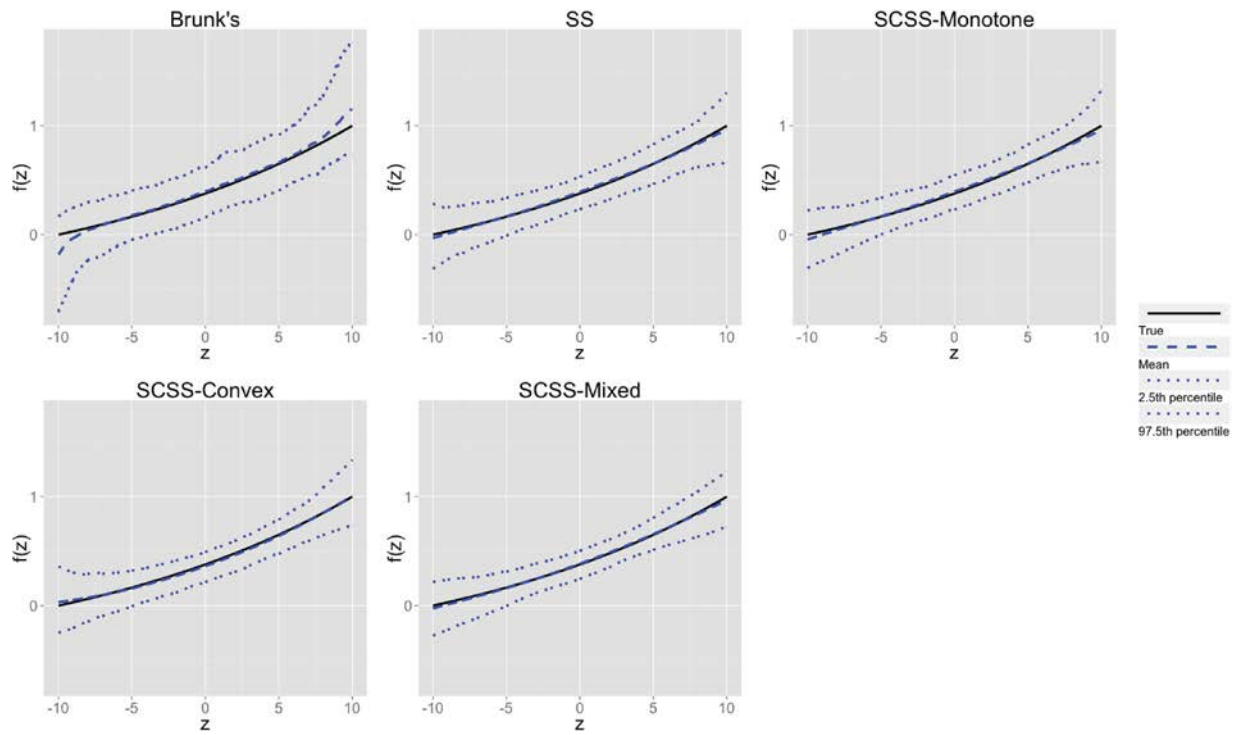 Brunk's
SS
SCSS-Monotone
1
0
f(z)
-10 -5 0 5 10
z
1
0
f(z)
-10 -5 0 5 10
z
1
0
f(z)
-10 -5 0 5 10
z
True
Mean
2.5th percentile
97.5th percentile
SCSS-Convex
SCSS-Mixed
1
0
f(z)
-10 -5 0 5 10
z
1
0
f(z)
-10 -5 0 5 10
z